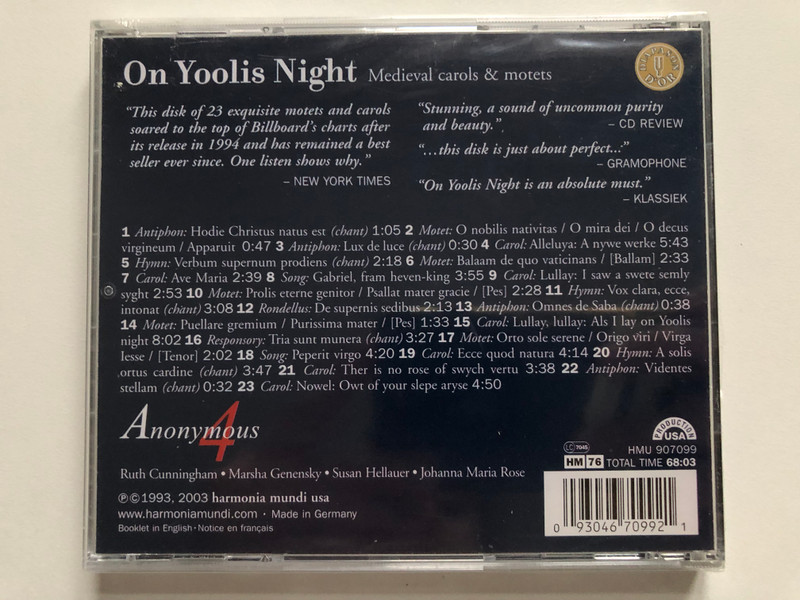 On Yoolis Night Medieval carols & motets
DIAPASON D'OR
“This disk of 23 exquisite motets and carols
soared to the top of Billboard's charts after
its release in 1994 and has remained a best
seller ever since. One listen shows why.”
– NEW YORK TIMES
“Stunning, a sound of uncommon purity
and beauty.”
– CD REVIEW
“...this disk is just about perfect...”
– GRAMOPHONE
“On Yoolis Night is an absolute must.”
– KLASSIEK
1 Antiphon: Hodie Christus natus est (chant) 1:05 2 Motet: O nobilis nativitas / O mira dei / O decus
virgineum / Apparuit 0:47 3 Antiphon: Lux de luce (chant) 0:30 4 Carol: Alleluya: A nywe werke 5:43
5 Hymn: Verbum supernum prodiens (chant) 2:18 6 Motet: Balaam de quo vaticinans / [Ballam] 2:33
7 Carol: Ave Maria 2:39 8 Song: Gabriel, fram heven-king 3:55 9 Carol: Lullay: I saw a swete semly
syght 2:53 10 Motet: Prolis eterne genitor / Psallat mater gracie / [Pes] 2:28 11 Hymn: Vox clara, ecce,
intonat (chant) 3:08 12 Rondellus: De supernis sedibus 2:13 13 Antiphon: Omnes de Saba (chant) 0:38
14 Motet: Puellare gremium / Purissima mater / [Pes] 1:33 15 Carol: Lullay, lullay: Als I lay on Yoolis
night 8:02 16 Responsory: Tria sunt munera (chant) 3:27 17 Motet: Orto sole serene / Origo viri / Virga
Iesse / [Tenor] 2:02 18 Song: Peperit virgo 4:20 19 Carol: Ecce quod natura 4:14 20 Hymn: A solis
ortus cardine (chant) 3:47 21 Carol: Ther is no rose of swych vertu 3:38 22 Antiphon: Videntes
stellam (chant) 0:32 23 Carol: Nowel: Owt of your slepe aryse 4:50
Anonymous 4
Ruth Cunningham • Marsha Genensky • Susan Hellauer • Johanna Maria Rose
℗ © 1993, 2003 harmonia mundi usa
www.harmoniamundi.com · Made in Germany
Booklet in English · Notice en français
PRODUCTION USA
LC 7045
HMU 907099
HM 76 TOTAL TIME 68:03
0 93046 70992 1